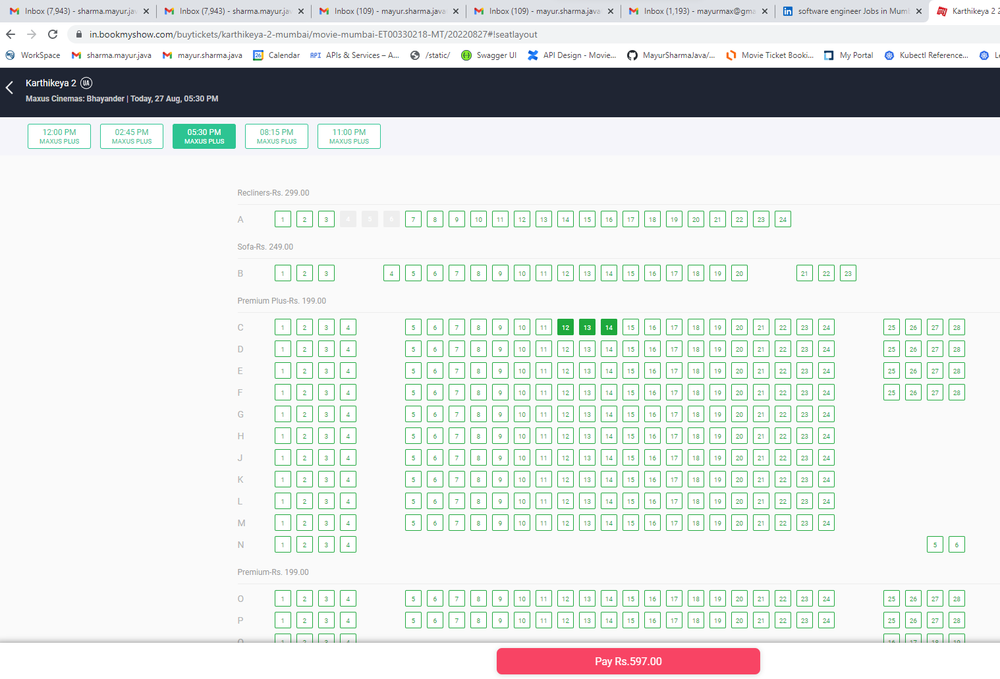 Inbox (7,943) - sharma.mayur.jav Inbox (7,943) - sharma.mayur.jav Inbox (109) - mayur.sharma.java Inbox (109) - mayur.sharma.java Inbox (1,193) - mayurmax@gma software engineer Jobs in Mumb Karthikeya 2 2
in.bookmyshow.com/buytickets/karthikeya-2-mumbai/movie-mumbai-ET00330218-MT/20220827#!seatlayout
WorkSpace sharma.mayur.java mayur.sharma.java 26 Calendar API APIs & Services – A... /static/ Swagger UI API Design - Movie... MayurSharmaJava/... Movie Ticket Booki... My Portal Kubectl Reference... Le
Karthikeya 2 UA
Maxus Cinemas: Bhayander | Today, 27 Aug, 05:30 PM
12:00 PM 02:45 PM 05:30 PM 08:15 PM 11:00 PM
MAXUS PLUS MAXUS PLUS MAXUS PLUS MAXUS PLUS MAXUS PLUS
Recliners-Rs. 299.00
A 1 2 3 4 5 6 7 8 9 10 11 12 13 14 15 16 17 18 19 20 21 22 23 24
Sofa-Rs. 249.00
B 1 2 3 4 5 6 7 8 9 10 11 12 13 14 15 16 17 18 19 20 21 22 23
Premium Plus-Rs. 199.00
C 1 2 3 4 5 6 7 8 9 10 11 12 13 14 15 16 17 18 19 20 21 22 23 24 25 26 27 28
D 1 2 3 4 5 6 7 8 9 10 11 12 13 14 15 16 17 18 19 20 21 22 23 24 25 26 27 28
E 1 2 3 4 5 6 7 8 9 10 11 12 13 14 15 16 17 18 19 20 21 22 23 24 25 26 27 28
F 1 2 3 4 5 6 7 8 9 10 11 12 13 14 15 16 17 18 19 20 21 22 23 24 25 26 27 28
G 1 2 3 4 5 6 7 8 9 10 11 12 13 14 15 16 17 18 19 20 21 22 23 24
H 1 2 3 4 5 6 7 8 9 10 11 12 13 14 15 16 17 18 19 20 21 22 23 24
J 1 2 3 4 5 6 7 8 9 10 11 12 13 14 15 16 17 18 19 20 21 22 23 24
K 1 2 3 4 5 6 7 8 9 10 11 12 13 14 15 16 17 18 19 20 21 22 23 24
L 1 2 3 4 5 6 7 8 9 10 11 12 13 14 15 16 17 18 19 20 21 22 23 24
M 1 2 3 4 5 6 7 8 9 10 11 12 13 14 15 16 17 18 19 20 21 22 23 24
N 1 2 3 4 5 6
Premium-Rs. 199.00
O 1 2 3 4 5 6 7 8 9 10 11 12 13 14 15 16 17 18 19 20 21 22 23 24 25 26 27 28
P 1 2 3 4 5 6 7 8 9 10 11 12 13 14 15 16 17 18 19 20 21 22 23 24 25 26 27 28
1 2 3 4 16 17 18 19
Pay Rs.597.00